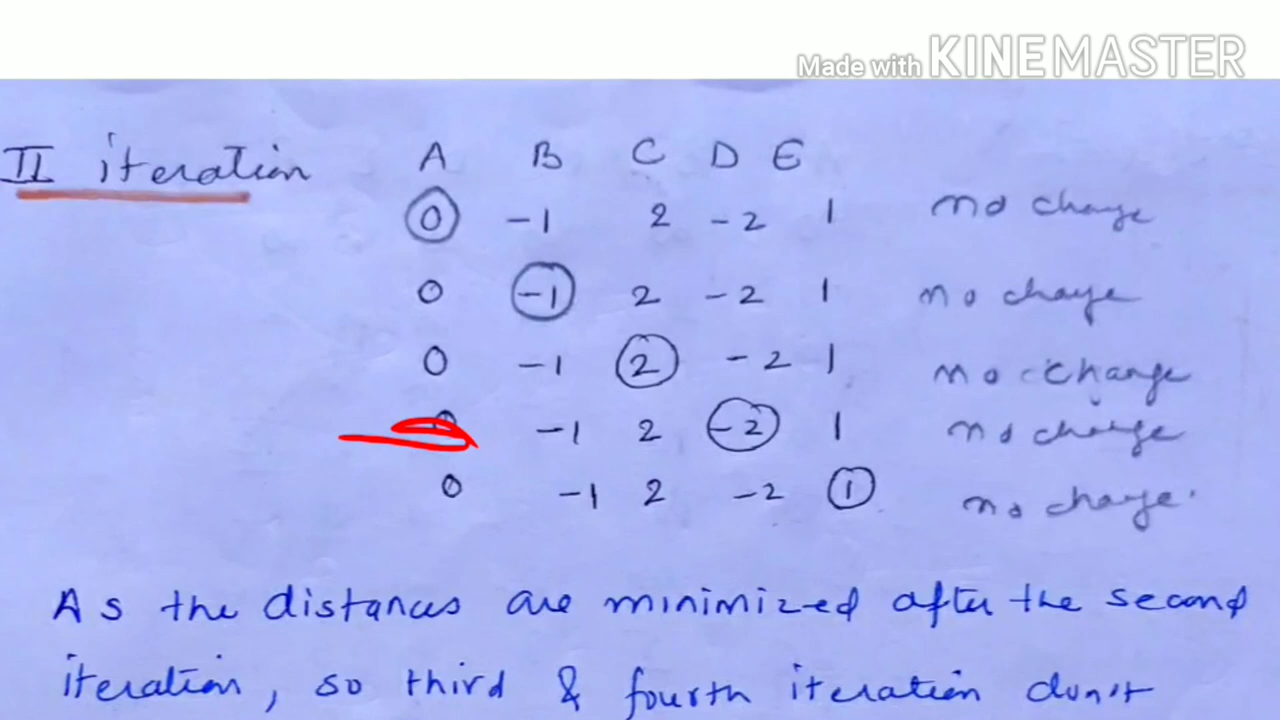 Made with KINEMASTER
II iteration A B C D E
0 -1 2 -2 1 no change
0 -1 2 -2 1 no change
0 -1 2 -2 1 no change
-1 2 -2 1 no change
0 -1 2 -2 1 no change.
As the distances are minimized after the second
iteration, so third & fourth iteration don't